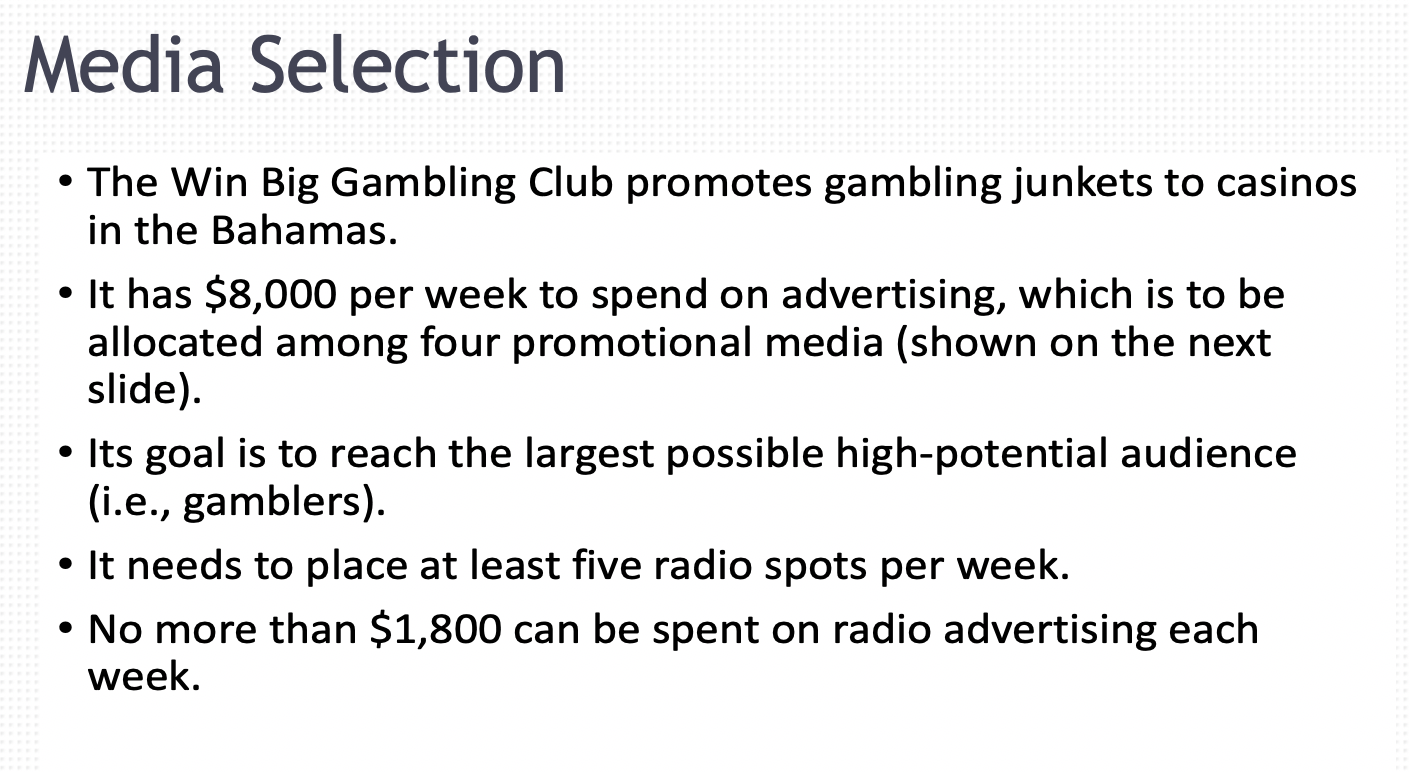 Media Selection
• The Win Big Gambling Club promotes gambling junkets to casinos
in the Bahamas.
• It has $8,000 per week to spend on advertising, which is to be
allocated among four promotional media (shown on the next
slide).
• Its goal is to reach the largest possible high-potential audience
(i.e., gamblers).
• It needs to place at least five radio spots per week.
• No more than $1,800 can be spent on radio advertising each
week.